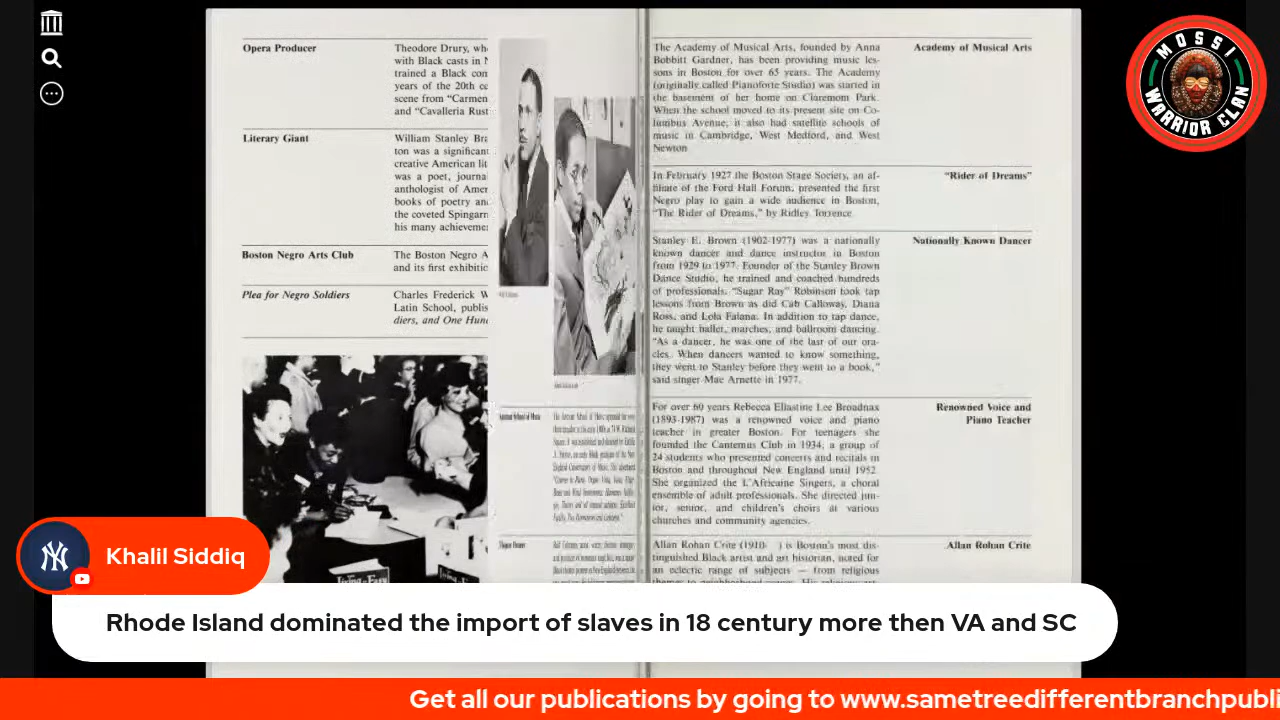 Opera Producer
Theodore Drury, who
with Black casts in N
trained a Black com
years of the 20th ce
scene from "Carmen
and "Cavalleria Rust
Literary Giant
William Stanley Bra
ton was a significant
creative American lit
was a poet, journa
anthologist of Amer
books of poetry and
the coveted Spingarn
his many achieveme
Boston Negro Arts Club
The Boston Negro A
and its first exhibitic
Plea for Negro Soldiers
Charles Frederick W
Latin School, publis
diers, and One Hund
The Academy of Musical Arts, founded by Anna
Bobbitt Gardner, has been providing music les-
sons in Boston for over 65 years. The Academy
(originally called Pianoforte Studio) was started in
the basement of her home on Claremont Park.
When the school moved to its present site on Co-
lumbus Avenue, it also had satellite schools of
music in Cambridge, West Medford, and West
Newton.
Academy of Musical Arts
In February 1927 the Boston Stage Society, an af-
filiate of the Ford Hall Forum, presented the first
Negro play to gain a wide audience in Boston,
"The Rider of Dreams," by Ridley Torrence.
"Rider of Dreams"
Stanley E. Brown (1902-1977) was a nationally
known dancer and dance instructor in Boston
from 1929 to 1977. Founder of the Stanley Brown
Dance Studio, he trained and coached hundreds
of professionals. "Sugar Ray" Robinson took tap
lessons from Brown as did Cab Calloway, Diana
Ross, and Lola Falana. In addition to tap dance,
he taught ballet, marches, and ballroom dancing.
"As a dancer, he was one of the last of our ora-
cles. When dancers wanted to know something,
they went to Stanley before they went to a book,"
said singer Mae Arnette in 1977.
Nationally Known Dancer
For over 60 years Rebecca Eliastine Lee Broadnax
(1893-1987) was a renowned voice and piano
teacher in greater Boston. For teenagers she
founded the Cantemus Club in 1934, a group of
24 students who presented concerts and recitals in
Boston and throughout New England until 1952.
She organized the L'Africaine Singers, a choral
ensemble of adult professionals. She directed jun-
ior, senior, and children's choirs at various
churches and community agencies.
Renowned Voice and
Piano Teacher
Allan Rohan Crite (1910- ) is Boston's most dis-
tinguished Black artist and art historian, noted for
an eclectic range of subjects — from religious
Allan Rohan Crite
MOSSI
WARRIOR CLAN
Khalil Siddiq
Rhode Island dominated the import of slaves in 18 century more then VA and SC
Get all our publications by going to www.sametreedifferentbranchpubli